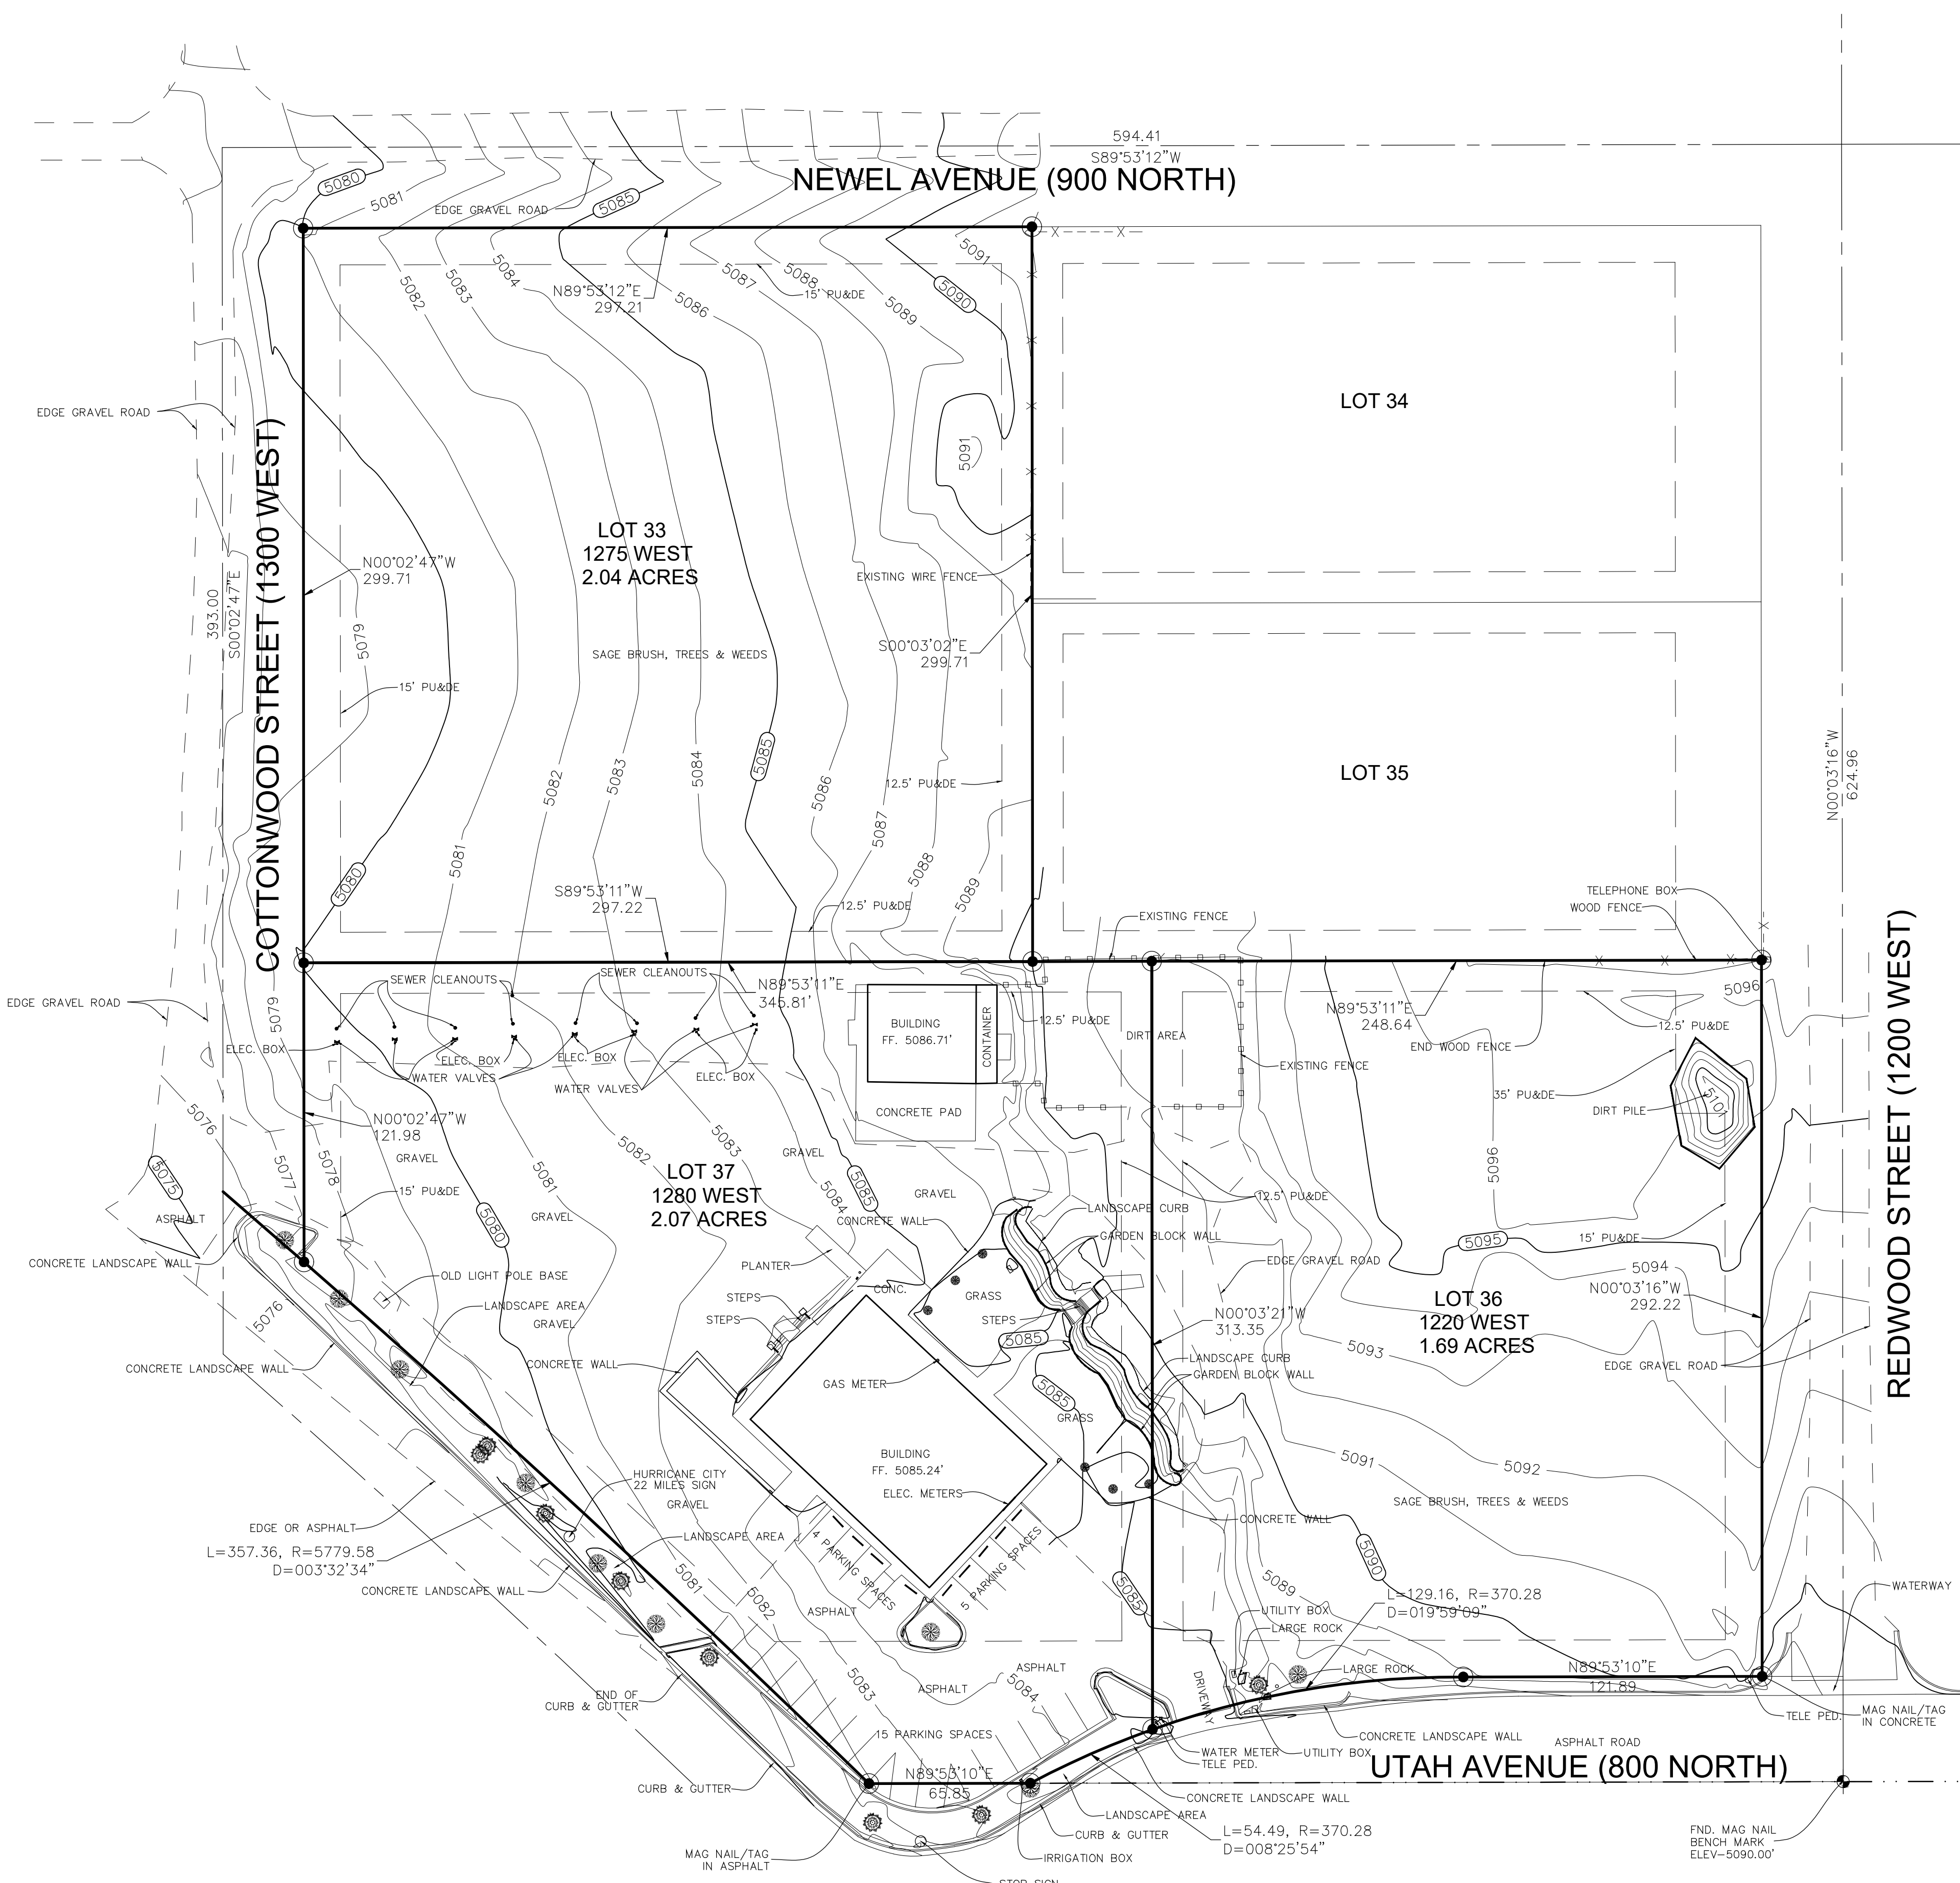 594.41
S89°53'12"W
NEWEL AVENUE (900 NORTH)
5080
5081
EDGE GRAVEL ROAD
5085
5091
5082
5083
5084
N89°53'12"E
297.21
5086
5087
5088
15' PU&DE
5089
5090
EDGE GRAVEL ROAD
LOT 34
COTTONWOOD STREET (1300 WEST)
393.00
S00°02'47"E
N00°02'47"W
299.71
5079
LOT 33
1275 WEST
2.04 ACRES
5091
EXISTING WIRE FENCE
S00°03'02"E
299.71
SAGE BRUSH, TREES & WEEDS
15' PU&DE
LOT 35
N00°03'16"W
624.96
5080
5081
5082
5083
5084
5085
5086
5087
5088
5089
12.5' PU&DE
S89°53'11"W
297.22
12.5' PU&DE
EXISTING FENCE
TELEPHONE BOX
WOOD FENCE
REDWOOD STREET (1200 WEST)
EDGE GRAVEL ROAD
5079
SEWER CLEANOUTS
SEWER CLEANOUTS
N89°53'11"E
345.81'
ELEC. BOX
ELEC. BOX
ELEC. BOX
ELEC. BOX
WATER VALVES
WATER VALVES
BUILDING
FF. 5086.71'
CONTAINER
CONCRETE PAD
12.5' PU&DE
DIRT AREA
EXISTING FENCE
N89°53'11"E
248.64
END WOOD FENCE
5096
12.5' PU&DE
35' PU&DE
DIRT PILE
5101
5096
N00°02'47"W
121.98
GRAVEL
5076
5077
5078
5075
ASPHALT
15' PU&DE
5080
5081
GRAVEL
5082
5083
GRAVEL
LOT 37
1280 WEST
2.07 ACRES
5084
5085
GRAVEL
CONCRETE WALL
LANDSCAPE CURB
GARDEN BLOCK WALL
12.5' PU&DE
EDGE GRAVEL ROAD
5095
15' PU&DE
5094
CONCRETE LANDSCAPE WALL
OLD LIGHT POLE BASE
LANDSCAPE AREA
GRAVEL
PLANTER
CONC.
STEPS
STEPS
GRASS
STEPS
5085
N00°03'21"W
313.35
LOT 36
1220 WEST
1.69 ACRES
N00°03'16"W
292.22
5076
CONCRETE LANDSCAPE WALL
CONCRETE WALL
GAS METER
5085
GRASS
LANDSCAPE CURB
GARDEN BLOCK WALL
5093
EDGE GRAVEL ROAD
BUILDING
FF. 5085.24'
ELEC. METERS
5091
5092
SAGE BRUSH, TREES & WEEDS
HURRICANE CITY
22 MILES SIGN
GRAVEL
EDGE OR ASPHALT
L=357.36, R=5779.58
D=003°32'34"
LANDSCAPE AREA
CONCRETE LANDSCAPE WALL
4 PARKING SPACES
5 PARKING SPACES
CONCRETE WALL
5090
5081
5082
5085
5089
L=129.16, R=370.28
D=019°59'09"
WATERWAY
ASPHALT
UTILITY BOX
LARGE ROCK
LARGE ROCK
N89°53'10"E
121.89
END OF
CURB & GUTTER
5083
ASPHALT
ASPHALT
5084
DRIVEWAY
TELE PED.
MAG NAIL/TAG
IN CONCRETE
15 PARKING SPACES
WATER METER
TELE PED.
UTILITY BOX
CONCRETE LANDSCAPE WALL
ASPHALT ROAD
UTAH AVENUE (800 NORTH)
N89°53'10"E
65.85
CURB & GUTTER
CONCRETE LANDSCAPE WALL
LANDSCAPE AREA
CURB & GUTTER
L=54.49, R=370.28
D=008°25'54"
IRRIGATION BOX
MAG NAIL/TAG
IN ASPHALT
FND. MAG NAIL
BENCH MARK
ELEV-5090.00'
STOP SIGN